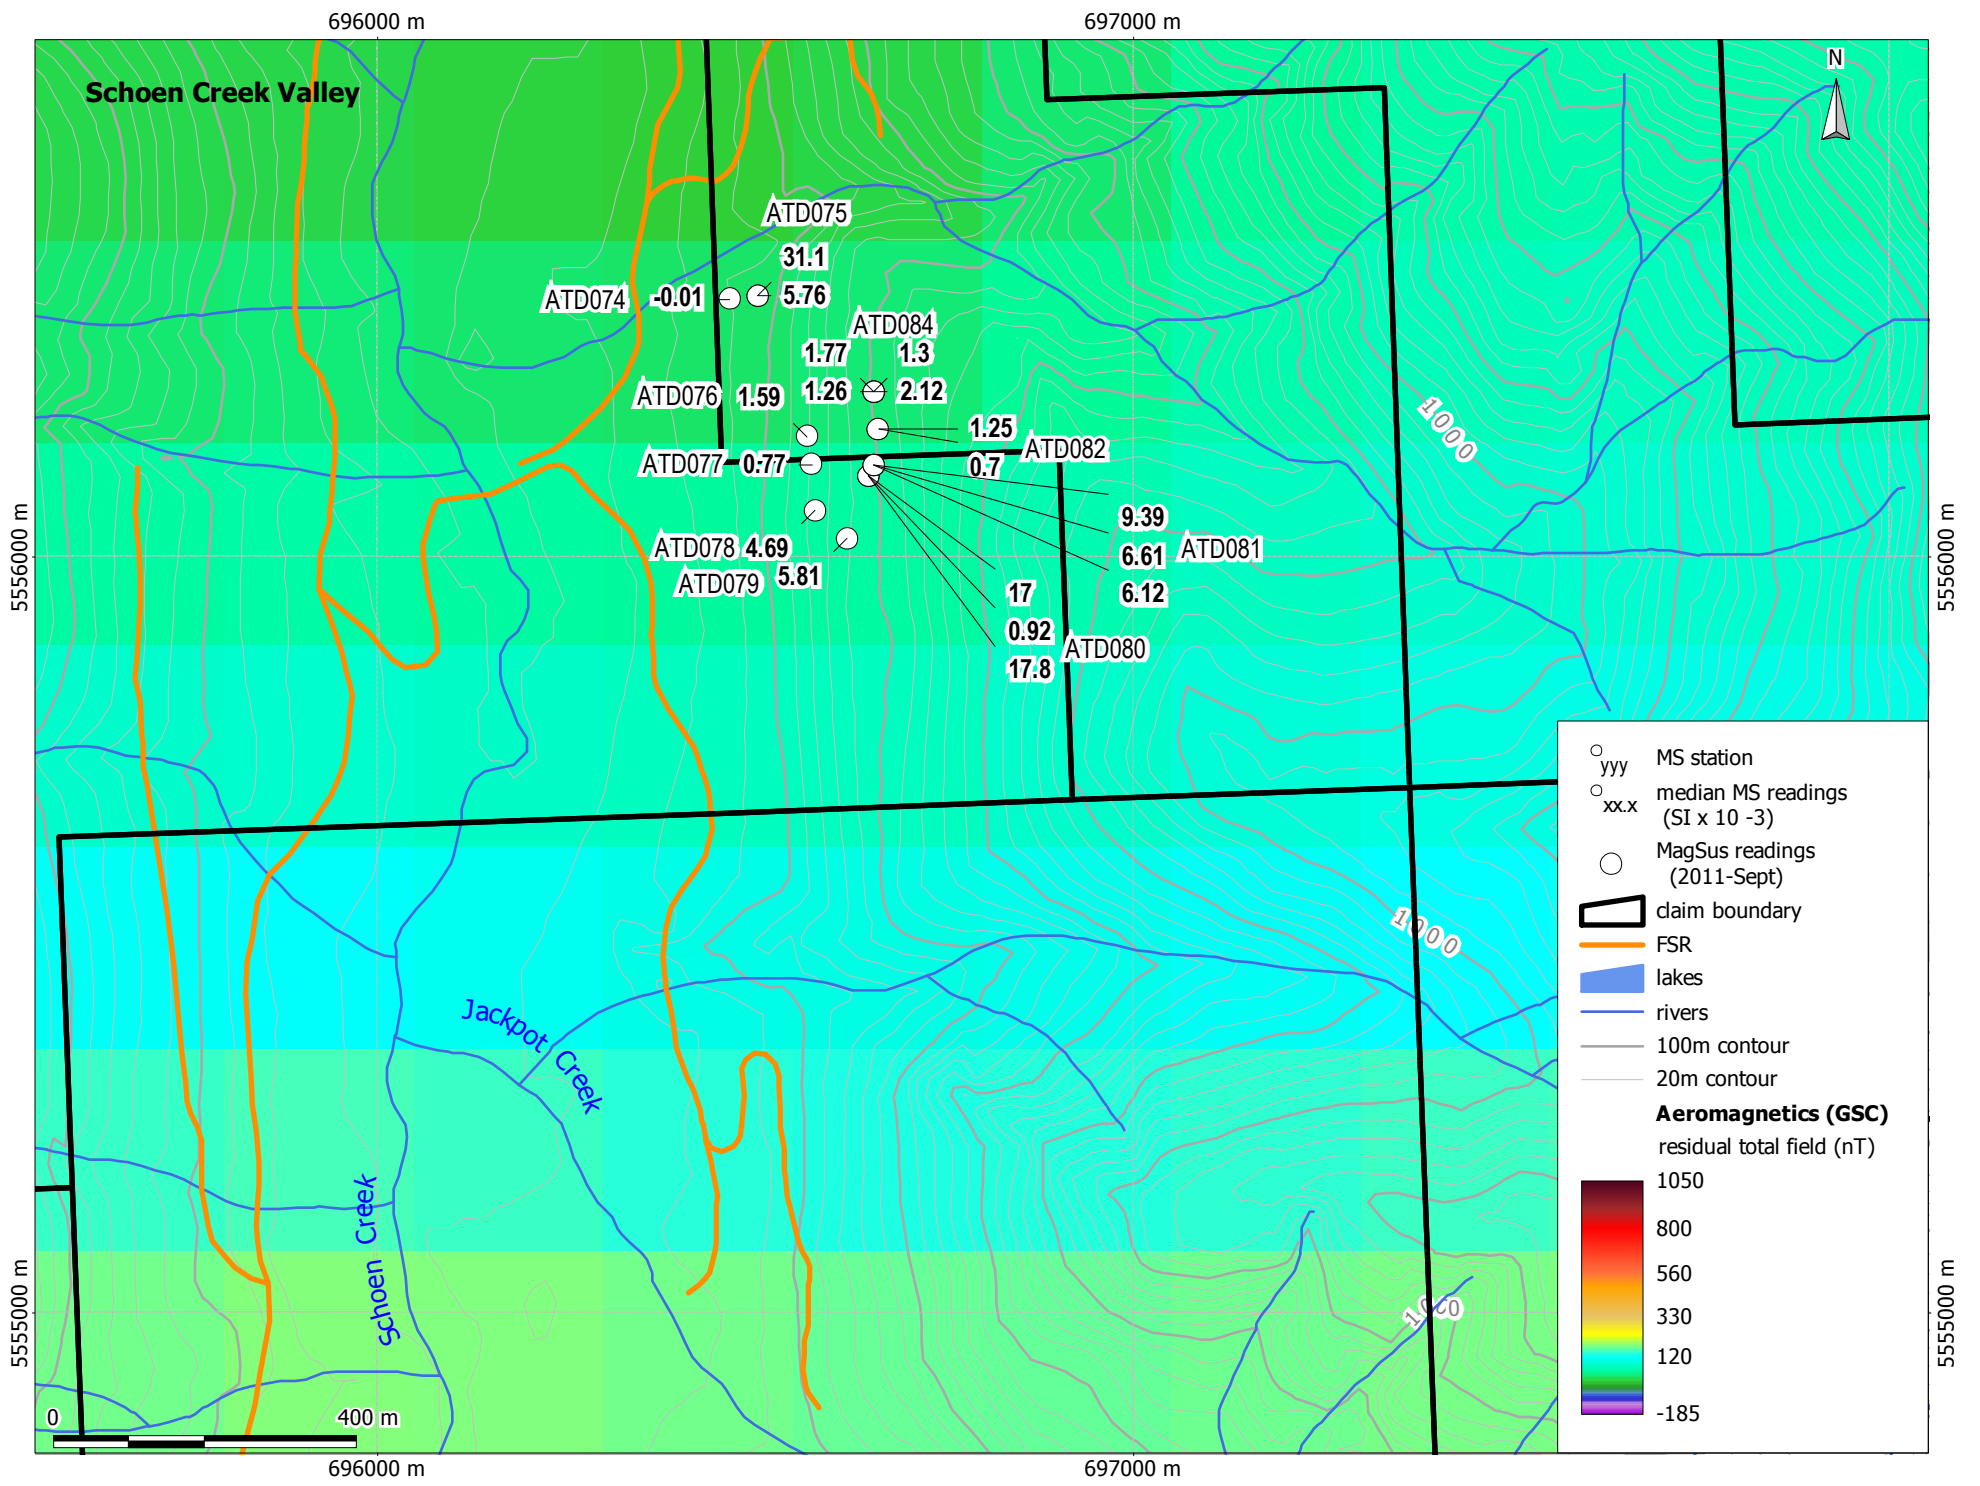 696000 m
697000 m
Schoen Creek Valley
N
ATD075
31.1
ATD074
-0.01
5.76
ATD084
1.77
1.3
ATD076
1.59
1.26
2.12
1.25
ATD082
ATD077
0.77
0.7
1000
9.39
ATD078
4.69
6.61
ATD081
ATD079
5.81
17
6.12
0.92
ATD080
17.8
5556000 m
5556000 m
yyy
MS station
xx.x
median MS readings
(SI x 10 -3)
MagSus readings
(2011-Sept)
claim boundary
FSR
lakes
rivers
100m contour
20m contour
Aeromagnetics (GSC)
residual total field (nT)
1050
800
560
330
120
-185
1000
Jackpot Creek
Schoen Creek
1000
5555000 m
5555000 m
0
400 m
696000 m
697000 m